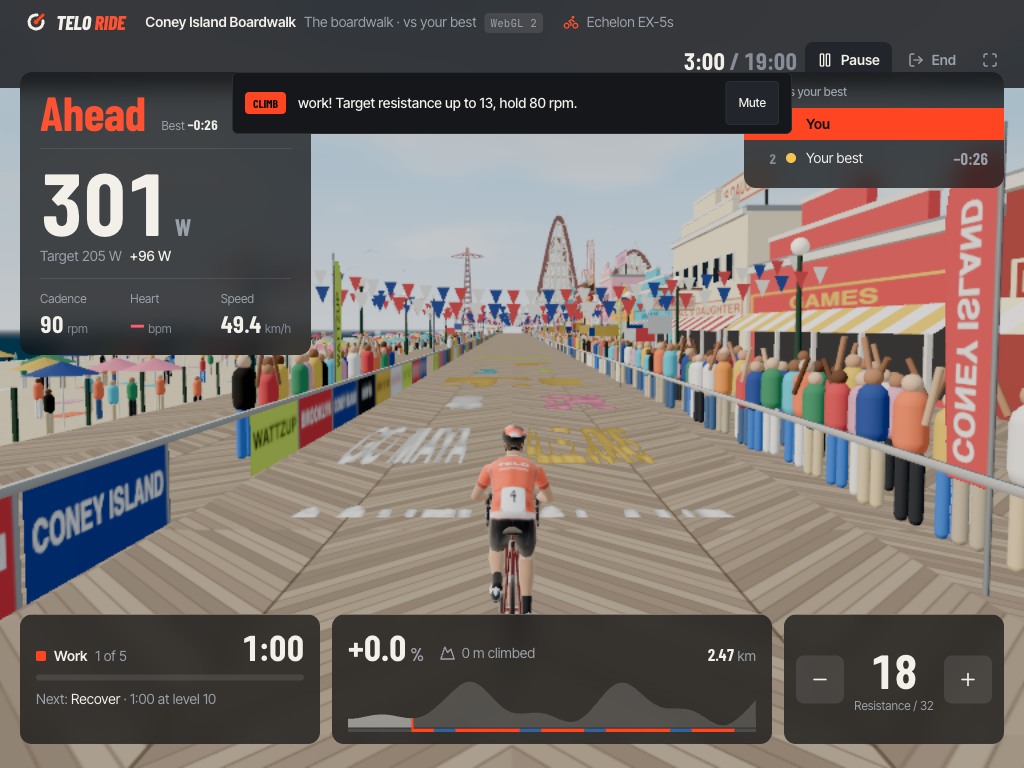 TELO RIDE
Coney Island Boardwalk The boardwalk · vs your best WebGL 2 Echelon EX-5s
3:00 / 19:00 Pause End
CLIMB work! Target resistance up to 13, hold 80 rpm. Mute
s your best
Ahead Best −0:26
You
2 Your best −0:26
301 W
Target 205 W +96 W
Cadence Heart Speed
90 rpm — bpm 49.4 km/h
GAMES
CONEY ISLAND
WATTZUP
BROOKLYN
CONEY ISLAND
TELO
4
Work 1 of 5 1:00
Next: Recover · 1:00 at level 10
+0.0 % 0 m climbed 2.47 km
− 18 +
Resistance / 32